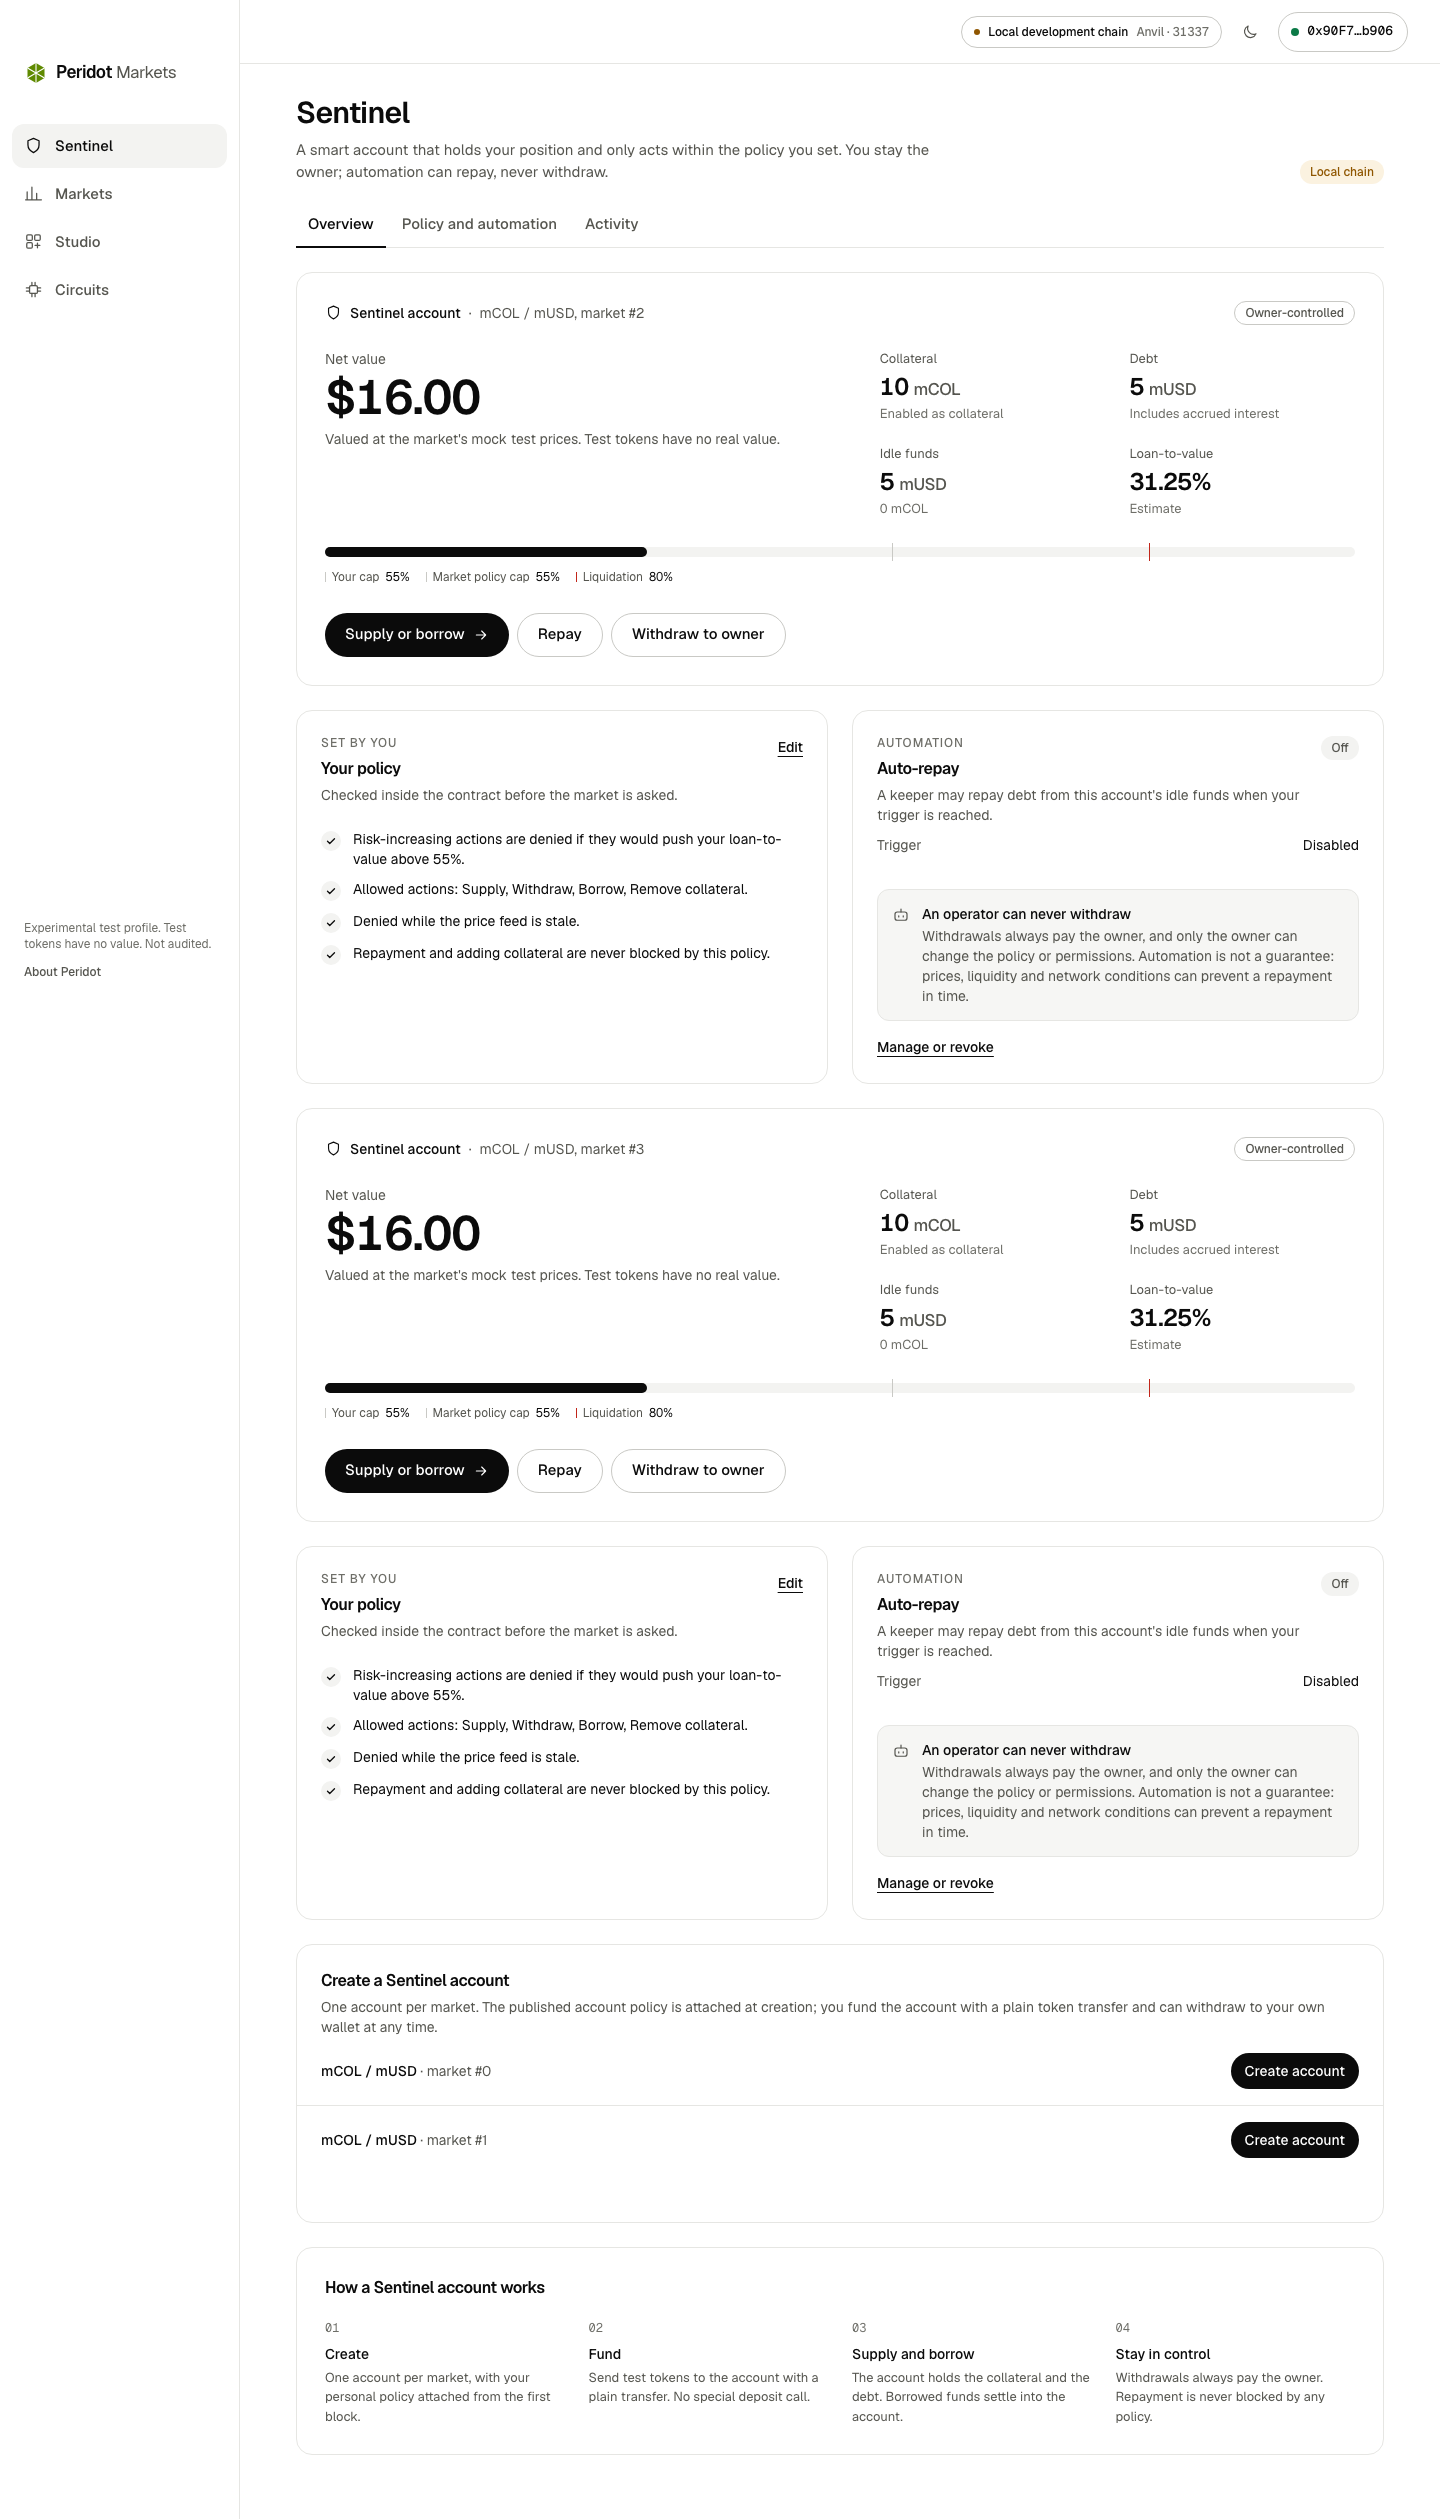 Local development chain Anvil · 31337
0x90F7…b906
Peridot Markets
Sentinel
Markets
Studio
Circuits
Experimental test profile. Test
tokens have no value. Not audited.
About Peridot
Sentinel
A smart account that holds your position and only acts within the policy you set. You stay the
owner; automation can repay, never withdraw.
Local chain
Overview
Policy and automation
Activity
Sentinel account · mCOL / mUSD, market #2
Owner-controlled
Net value
$16.00
Valued at the market's mock test prices. Test tokens have no real value.
Collateral
10 mCOL
Enabled as collateral
Debt
5 mUSD
Includes accrued interest
Idle funds
5 mUSD
0 mCOL
Loan-to-value
31.25%
Estimate
Your cap 55%
Market policy cap 55%
Liquidation 80%
Supply or borrow →
Repay
Withdraw to owner
SET BY YOU
Edit
Your policy
Checked inside the contract before the market is asked.
Risk-increasing actions are denied if they would push your loan-to-
value above 55%.
Allowed actions: Supply, Withdraw, Borrow, Remove collateral.
Denied while the price feed is stale.
Repayment and adding collateral are never blocked by this policy.
AUTOMATION
Off
Auto-repay
A keeper may repay debt from this account's idle funds when your
trigger is reached.
Trigger
Disabled
An operator can never withdraw
Withdrawals always pay the owner, and only the owner can
change the policy or permissions. Automation is not a guarantee:
prices, liquidity and network conditions can prevent a repayment
in time.
Manage or revoke
Sentinel account · mCOL / mUSD, market #3
Owner-controlled
Net value
$16.00
Valued at the market's mock test prices. Test tokens have no real value.
Collateral
10 mCOL
Enabled as collateral
Debt
5 mUSD
Includes accrued interest
Idle funds
5 mUSD
0 mCOL
Loan-to-value
31.25%
Estimate
Your cap 55%
Market policy cap 55%
Liquidation 80%
Supply or borrow →
Repay
Withdraw to owner
SET BY YOU
Edit
Your policy
Checked inside the contract before the market is asked.
Risk-increasing actions are denied if they would push your loan-to-
value above 55%.
Allowed actions: Supply, Withdraw, Borrow, Remove collateral.
Denied while the price feed is stale.
Repayment and adding collateral are never blocked by this policy.
AUTOMATION
Off
Auto-repay
A keeper may repay debt from this account's idle funds when your
trigger is reached.
Trigger
Disabled
An operator can never withdraw
Withdrawals always pay the owner, and only the owner can
change the policy or permissions. Automation is not a guarantee:
prices, liquidity and network conditions can prevent a repayment
in time.
Manage or revoke
Create a Sentinel account
One account per market. The published account policy is attached at creation; you fund the account with a plain token transfer and can withdraw to your own
wallet at any time.
mCOL / mUSD · market #0
Create account
mCOL / mUSD · market #1
Create account
How a Sentinel account works
01
Create
One account per market, with your
personal policy attached from the first
block.
02
Fund
Send test tokens to the account with a
plain transfer. No special deposit call.
03
Supply and borrow
The account holds the collateral and the
debt. Borrowed funds settle into the
account.
04
Stay in control
Withdrawals always pay the owner.
Repayment is never blocked by any
policy.